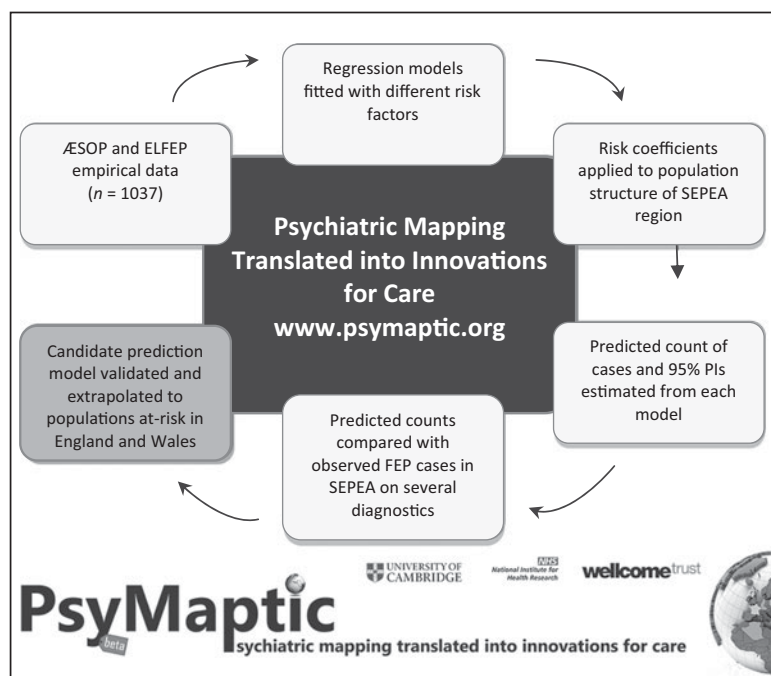 Regression models
fitted with different risk
factors
ÆSOP and ELFEP
empirical data
(n = 1037)
Risk coefficients
applied to population
structure of SEPEA
region
Psychiatric Mapping
Translated into Innovations
for Care
www.psymaptic.org
Candidate prediction
model validated and
extrapolated to
populations at-risk in
England and Wales
Predicted count of
cases and 95% PIs
estimated from each
model
Predicted counts
compared with
observed FEP cases in
SEPEA on several
diagnostics
UNIVERSITY OF
CAMBRIDGE
NHS
National Institute for
Health Research
wellcometrust
PsyMaptic
beta
sychiatric mapping translated into innovations for care